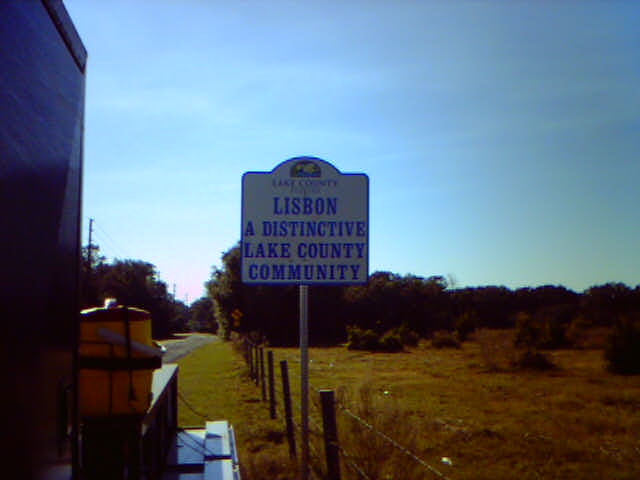 LAKE COUNTY
LISBON
A DISTINCTIVE
LAKE COUNTY
COMMUNITY